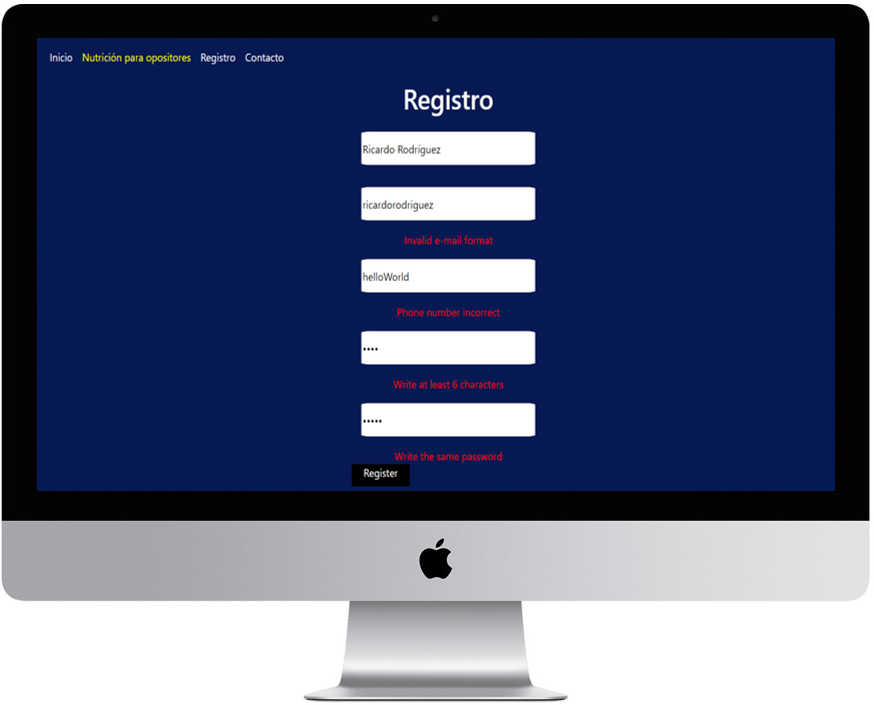 Inicio Nutrición para opositores Registro Contacto
Registro
Ricardo Rodríguez
ricardorodriguez
Invalid e-mail format
helloWorld
Phone number incorrect
••••
Write at least 6 characters
•••••
Write the same password
Register